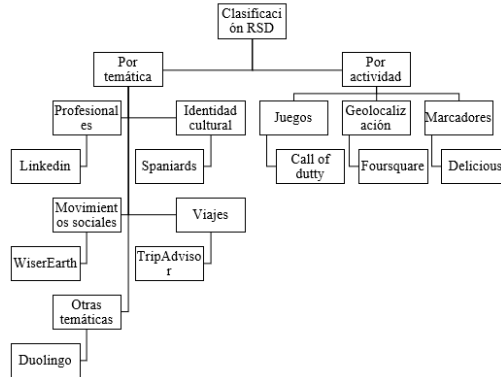 Clasificaci
ón RSD
Por
temática
Por
actividad
Profesional
es
Identidad
cultural
Juegos
Geolocaliz
ación
Marcadores
Linkedin
Spaniards
Call of
dutty
Foursquare
Delicious
Movimient
os sociales
Viajes
WiserEarth
TripAdviso
r
Otras
temáticas
Duolingo